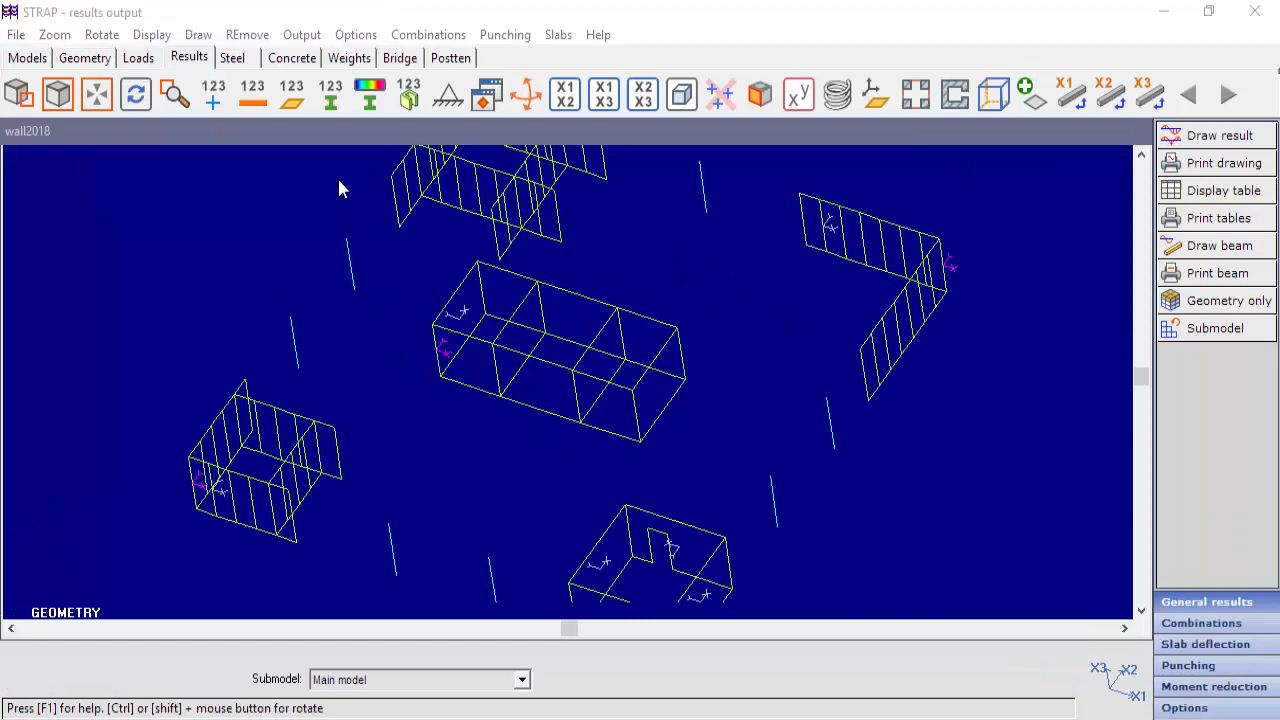 STRAP - results output
File Zoom Rotate Display Draw REmove Output Options Combinations Punching Slabs Help
Models Geometry Loads Results Steel Concrete Weights Bridge Postten
123 123 123 123 123 X1 X2 X1 X3 X2 X3 xy X1 X2 X3
wall2018
Draw result
Print drawing
Display table
Print tables
Draw beam
Print beam
Geometry only
Submodel
GEOMETRY
General results
Combinations
Slab deflection
Punching
Moment reduction
Options
Submodel: Main model
X3 X2
X1
Press [F1] for help. [Ctrl] or [shift] + mouse button for rotate